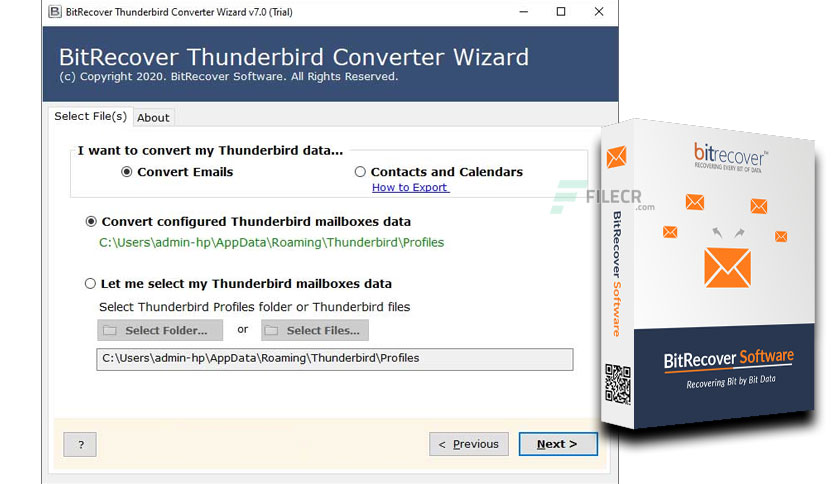 BitRecover Thunderbird Converter Wizard v7.0 (Trial)
BitRecover Thunderbird Converter Wizard
(c) Copyright 2020. BitRecover Software. All Rights Reserved.
Select File(s)
About
I want to convert my Thunderbird data...
Convert Emails
Contacts and Calendars
How to Export
Convert configured Thunderbird mailboxes data
C:\Users\admin-hp\AppData\Roaming\Thunderbird\Profiles
Let me select my Thunderbird mailboxes data
Select Thunderbird Profiles folder or Thunderbird files
Select Folder...
or
Select Files...
C:\Users\admin-hp\AppData\Roaming\Thunderbird\Profiles
?
< Previous
Next >
FILECR
.com
bitrecover™
RECOVERING EVERY BIT OF DATA
BitRecover Software
BitRecover Software
Recovering Bit by Bit Data